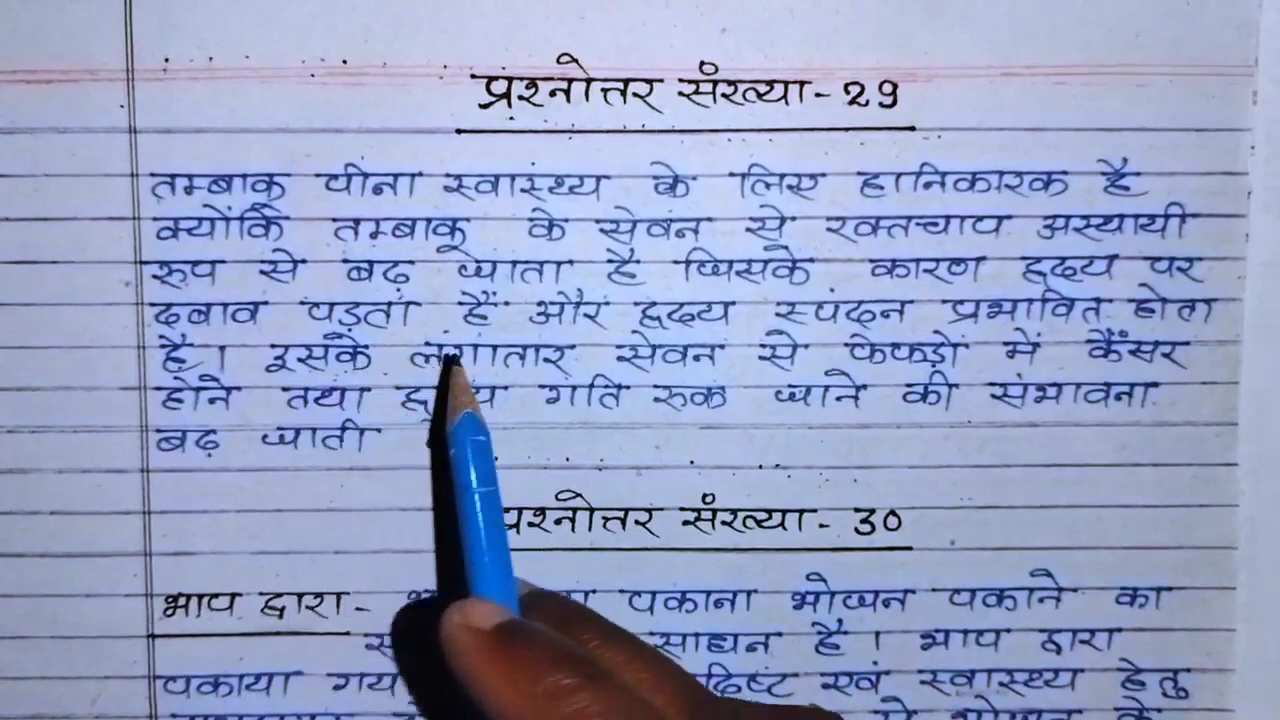 प्रश्नोत्तर संख्या - 29
तम्बाकू पीना स्वास्थ्य के लिए हानिकारक है
क्योंकि तम्बाकू के सेवन से रक्तचाप अस्थायी
रूप से बढ़ जाता है जिसके कारण हृदय पर
दबाव पड़ता है और हृदय स्पंदन प्रभावित होता
है। इसके लगातार सेवन से फेफड़ों में कैंसर
होने तथा गति रुक जाने की संभावना
बढ़ जाती
प्रश्नोत्तर संख्या - 30
भाप द्वारा - पकाना भोजन पकाने का
साधन है। भाप द्वारा
पकाया एवं स्वास्थ्य हेतु